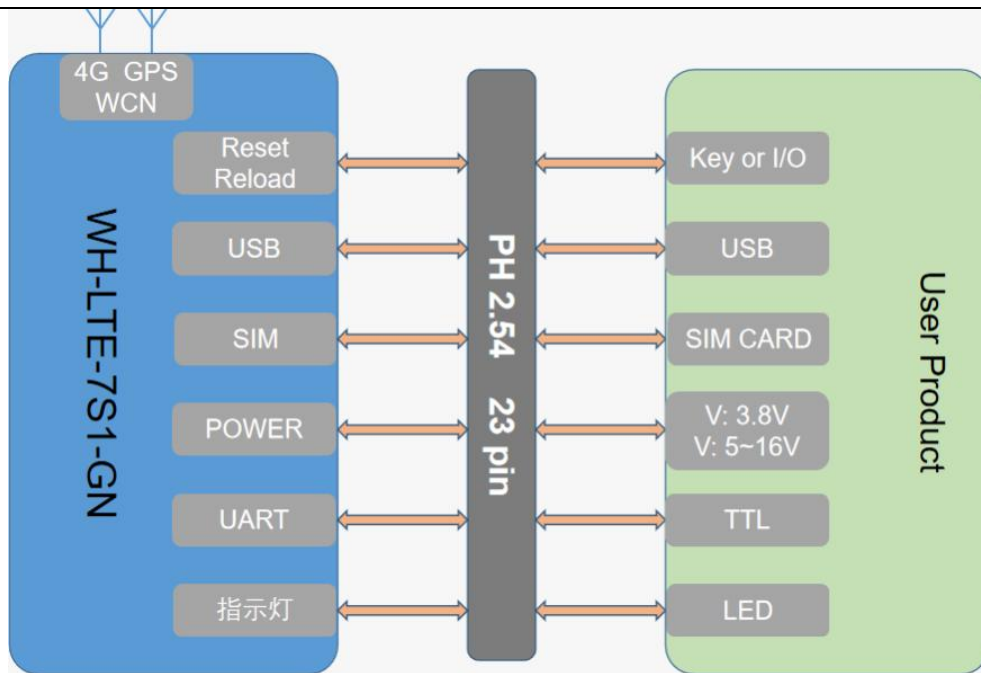 4G GPS
WCN
WH-LTE-7S1-GN
Reset
Reload
USB
SIM
POWER
UART
指示灯
PH 2.54 23 pin
Key or I/O
USB
SIM CARD
V: 3.8V
V: 5~16V
TTL
LED
User Product